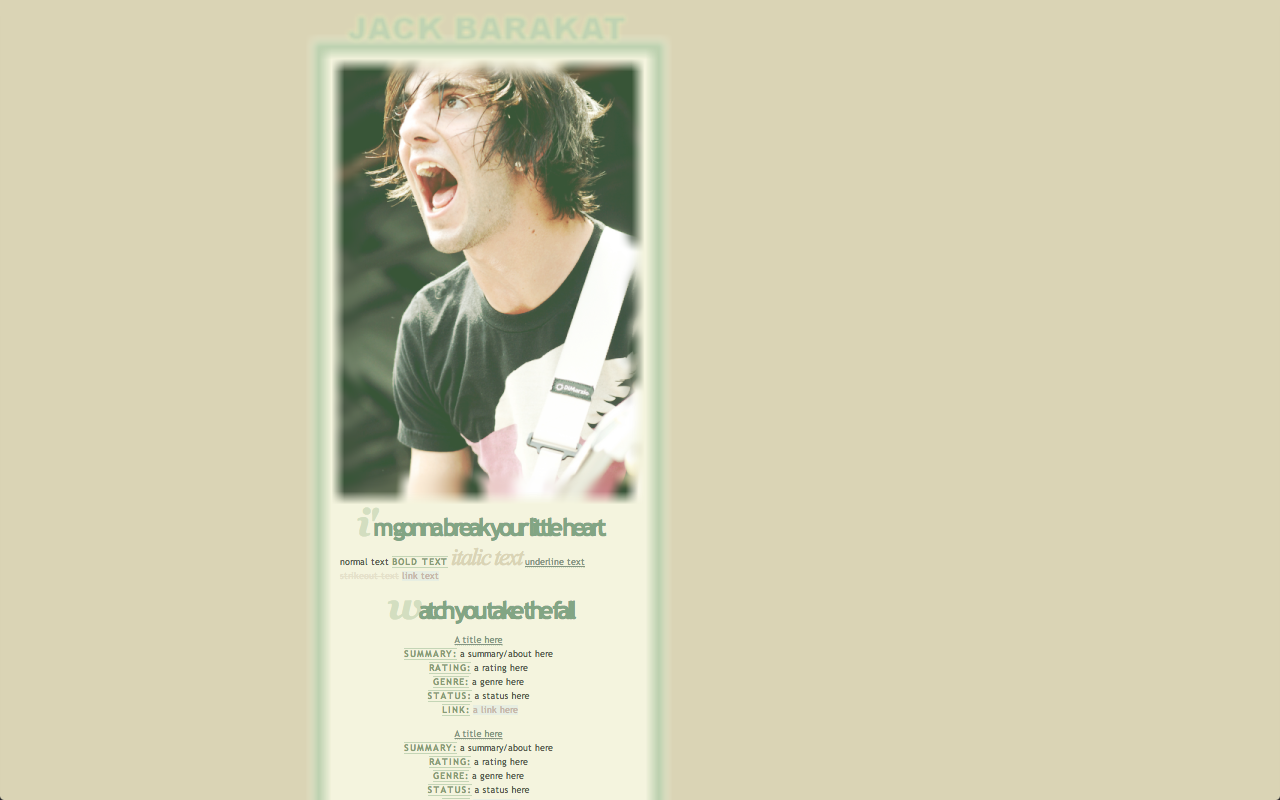 JACK BARAKAT
DiMarzio
i'm gonna break your little heart
normal text BOLD TEXT italic text underline text
strikeout text link text
watch you take the fall
A title here
SUMMARY: a summary/about here
RATING: a rating here
GENRE: a genre here
STATUS: a status here
LINK: a link here
A title here
SUMMARY: a summary/about here
RATING: a rating here
GENRE: a genre here
STATUS: a status here